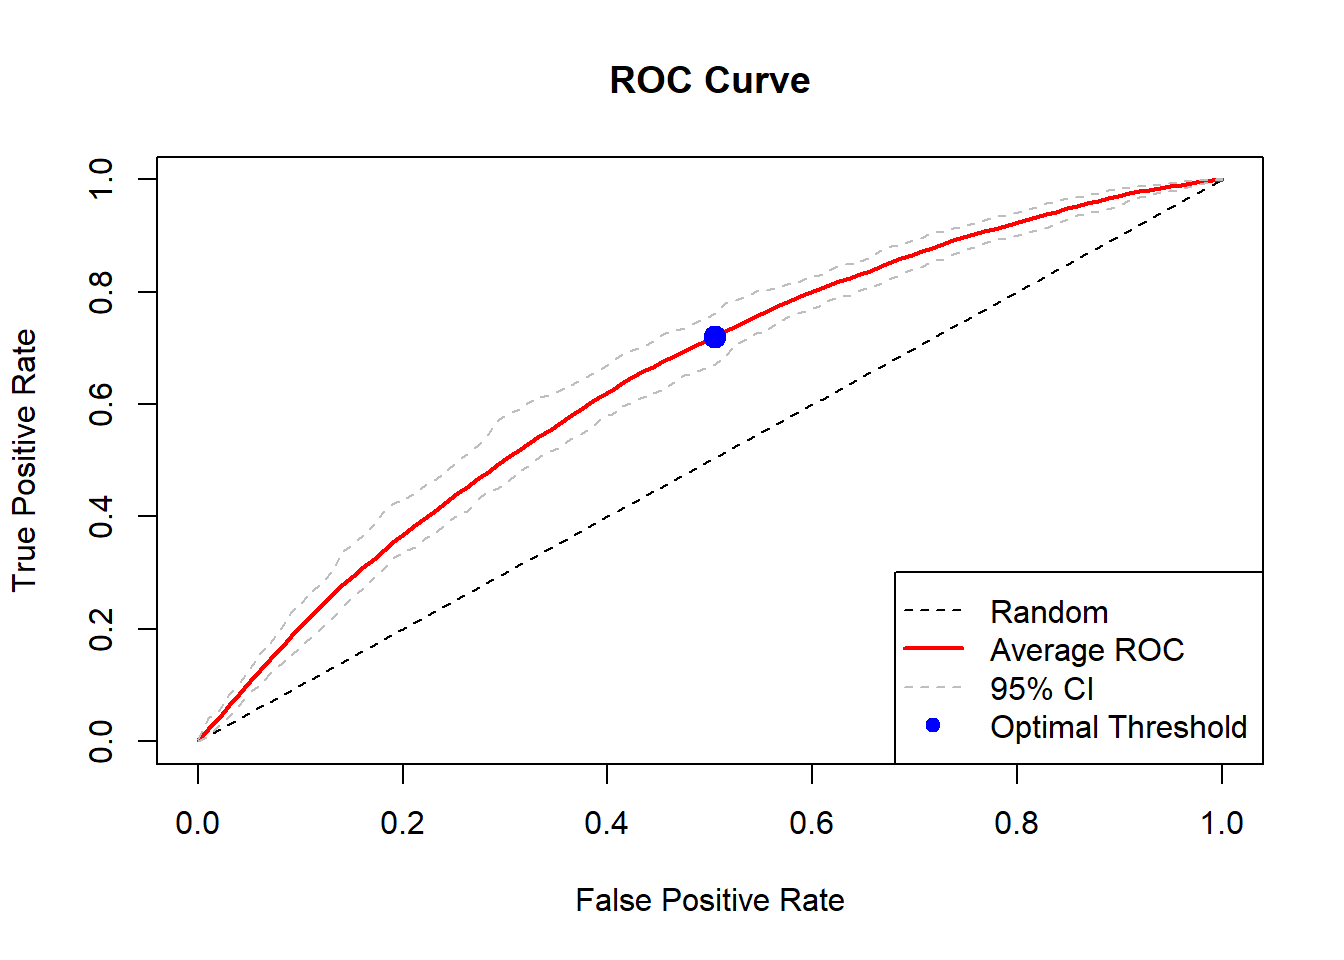 ROC Curve
True Positive Rate
1.0
0.8
0.6
0.4
0.2
0.0
Random
Average ROC
95% CI
Optimal Threshold
0.0 0.2 0.4 0.6 0.8 1.0
False Positive Rate